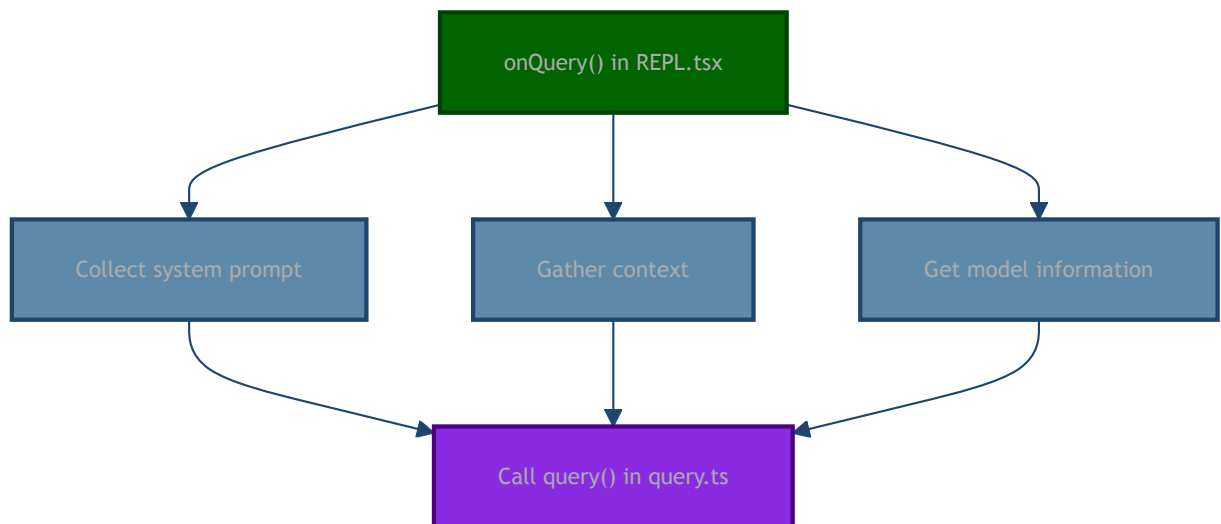 onQuery() in REPL.tsx
Collect system prompt
Gather context
Get model information
Call query() in query.ts